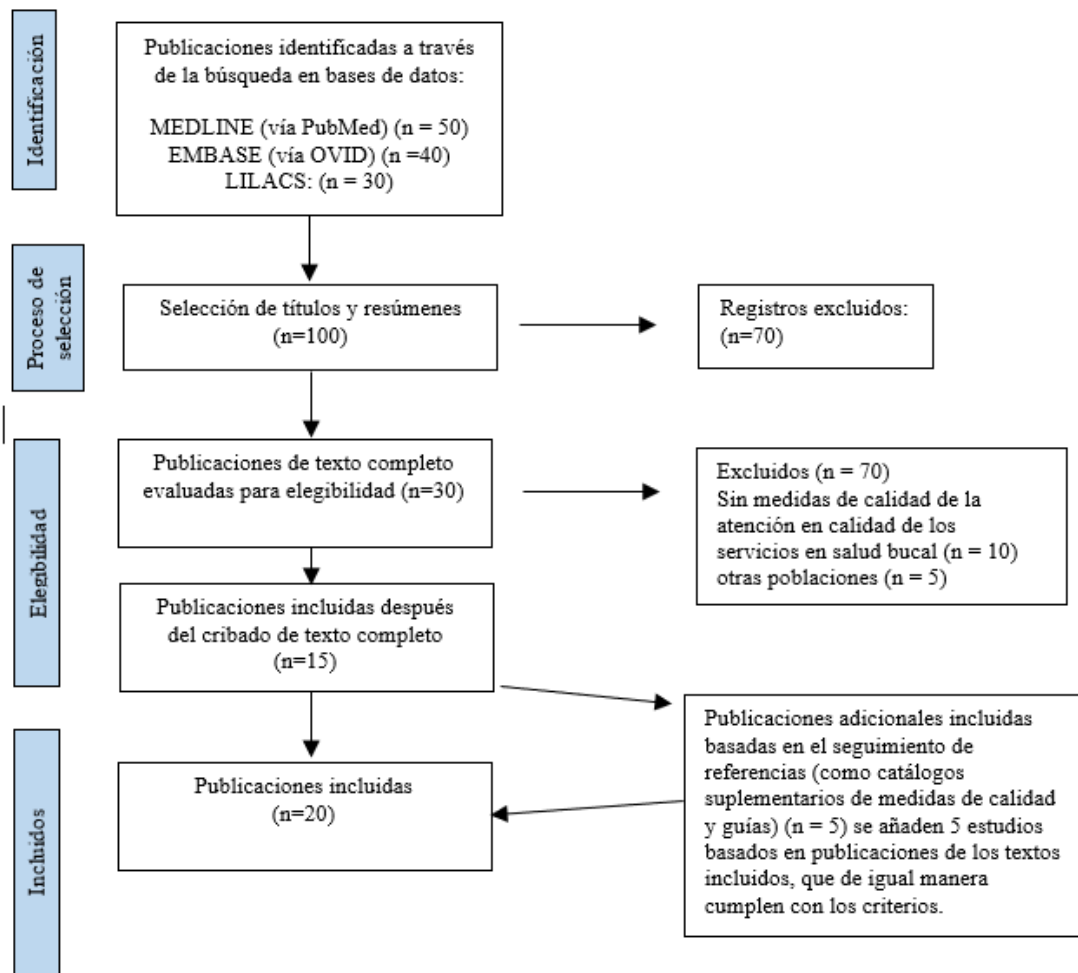 Identificación
Publicaciones identificadas a través
de la búsqueda en bases de datos:
MEDLINE (vía PubMed) (n = 50)
EMBASE (vía OVID) (n =40)
LILACS: (n = 30)
Proceso de
selección
Selección de títulos y resúmenes
(n=100)
Registros excluidos:
(n=70)
Elegibilidad
Publicaciones de texto completo
evaluadas para elegibilidad (n=30)
Excluidos (n = 70)
Sin medidas de calidad de la
atención en calidad de los
servicios en salud bucal (n = 10)
otras poblaciones (n = 5)
Publicaciones incluidas después
del cribado de texto completo
(n=15)
Incluidos
Publicaciones incluidas
(n=20)
Publicaciones adicionales incluidas
basadas en el seguimiento de
referencias (como catálogos
suplementarios de medidas de calidad
y guías) (n = 5) se añaden 5 estudios
basados en publicaciones de los textos
incluidos, que de igual manera
cumplen con los criterios.